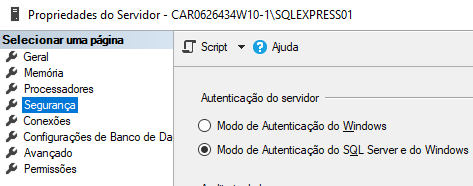 Propriedades do Servidor - CAR0626434W10-1\SQLEXPRESS01
Selecionar uma página
Geral
Memória
Processadores
Segurança
Conexões
Configurações de Banco de Da
Avançado
Permissões
Script
Ajuda
Autenticação do servidor
Modo de Autenticação do Windows
Modo de Autenticação do SQL Server e do Windows